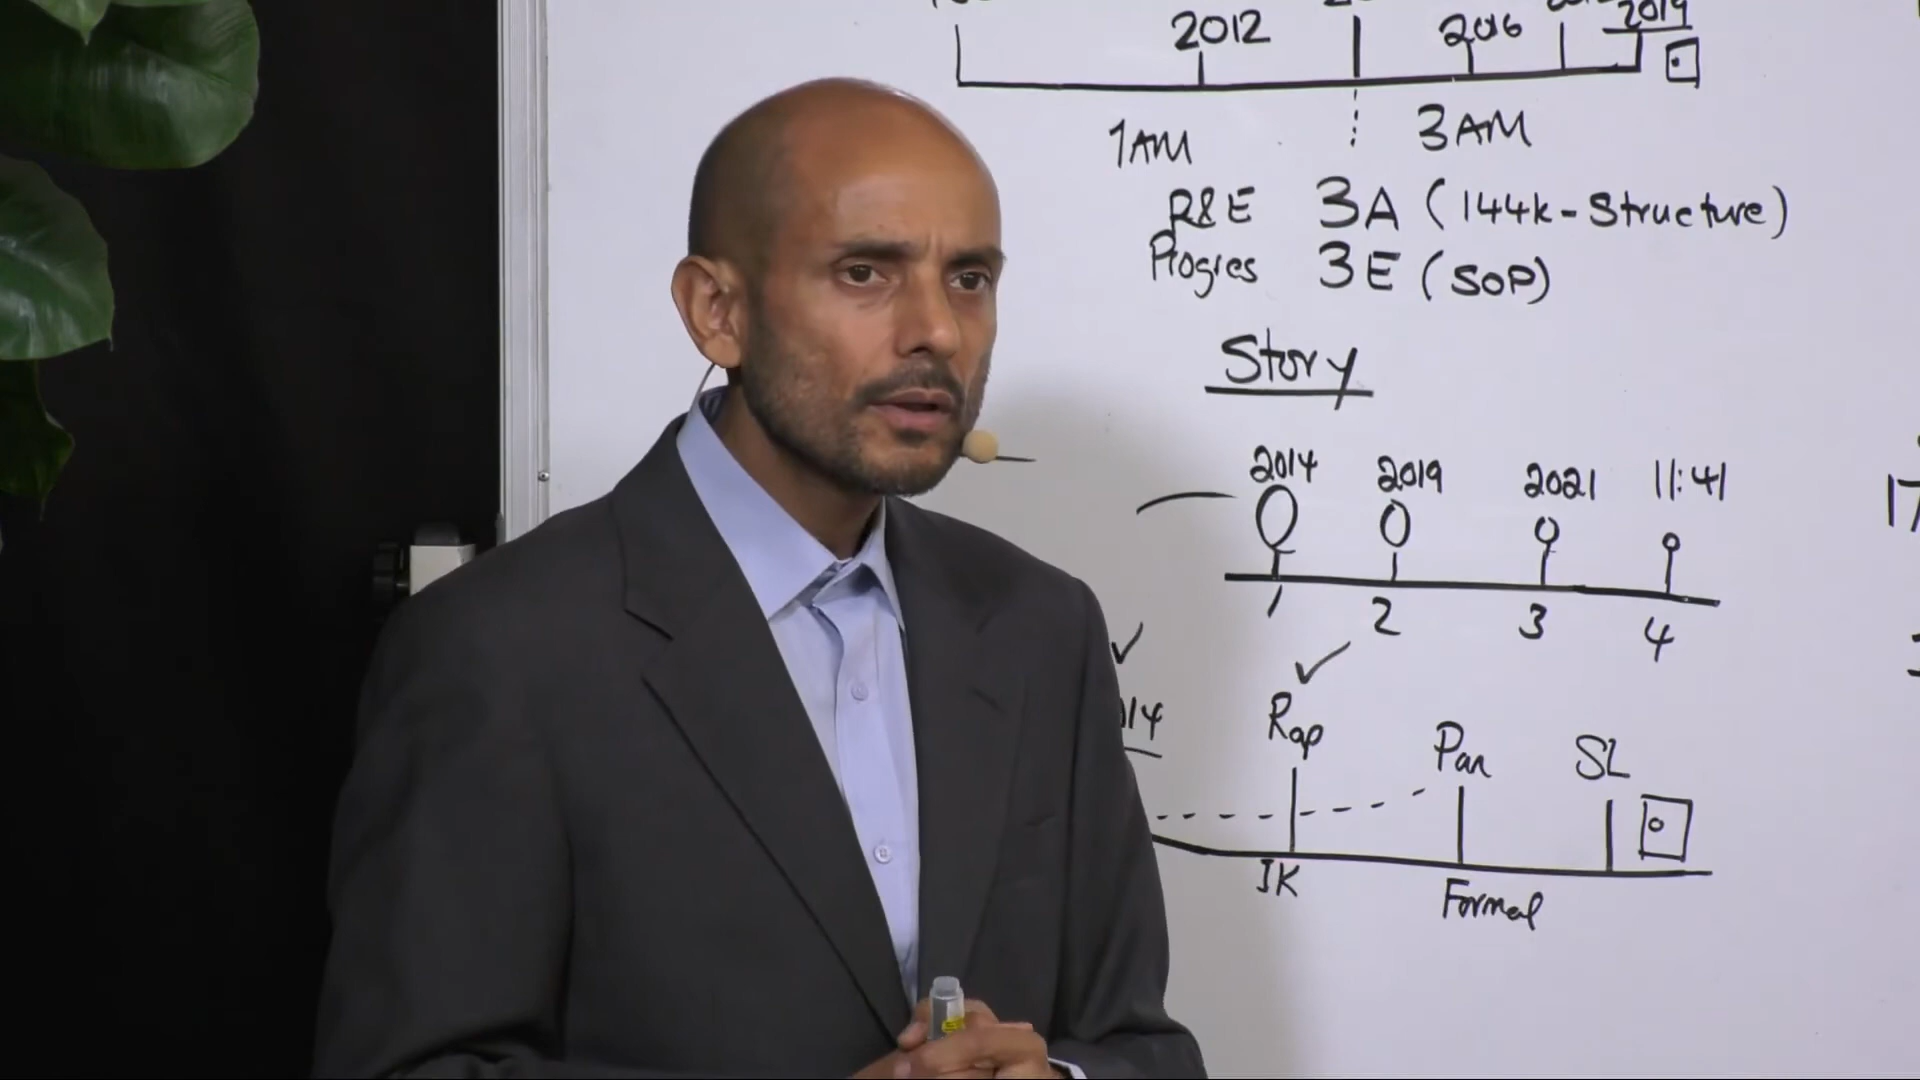 2012 2016 2019
1AM 3AM
R&E 3A (144k-Structure)
Progres 3E (SOP)
Story
2014 2019 2021 11:41
1 2 3 4
Rap Pan SL
IK Formal